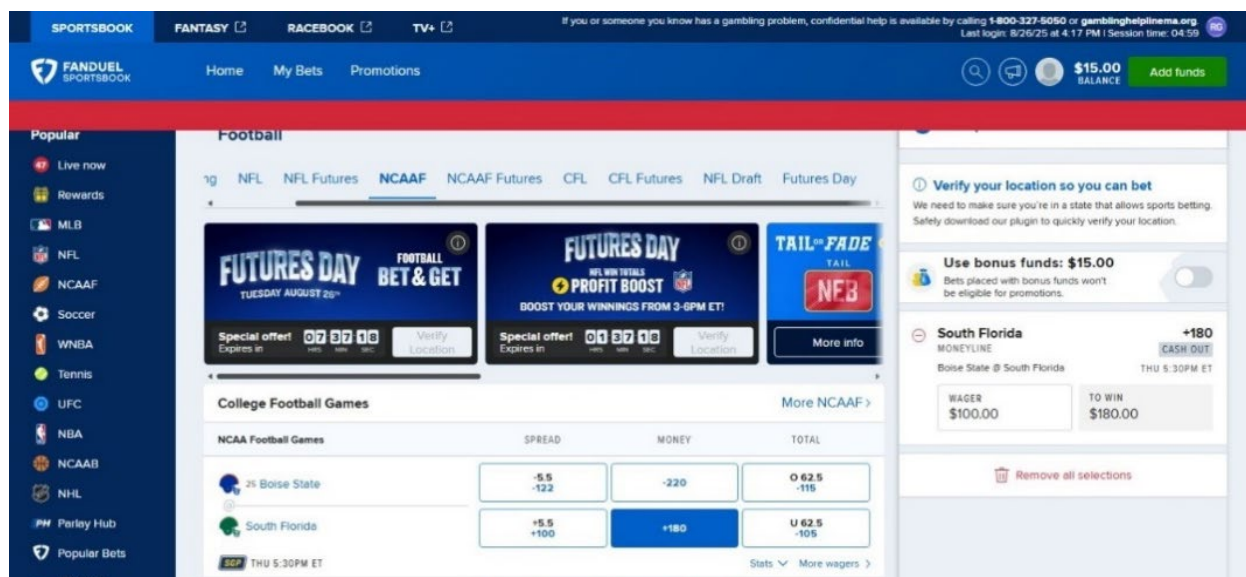 SPORTSBOOK FANTASY RACEBOOK TV+
If you or someone you know has a gambling problem, confidential help is available by calling 1-800-327-5050 or gamblinghelplinema.org.
Last login: 8/26/25 at 4:17 PM | Session time: 04:59
RG
FANDUEL
SPORTSBOOK
Home My Bets Promotions
$15.00
BALANCE
Add funds
Popular
47 Live now
Rewards
MLB
NFL
NCAAF
Soccer
WNBA
Tennis
UFC
NBA
NCAAB
NHL
PH Parlay Hub
Popular Bets
Football
ng NFL NFL Futures NCAAF NCAAF Futures CFL CFL Futures NFL Draft Futures Day
FUTURES DAY
TUESDAY AUGUST 26TH
FOOTBALL
BET & GET
Special offer!
Expires in
07 37 18
HRS MIN SEC
Verify
Location
FUTURES DAY
NFL WIN TOTALS
PROFIT BOOST
BOOST YOUR WINNINGS FROM 3-6PM ET!
Special offer!
Expires in
01 37 18
HRS MIN SEC
Verify
Location
TAIL OR FADE
TAIL
NEB
More info
College Football Games More NCAAF
NCAA Football Games SPREAD MONEY TOTAL
25 Boise State -5.5 -122 -220 O 62.5 -115
@
South Florida +5.5 +100 +180 U 62.5 -105
SGP THU 5:30PM ET Stats More wagers
Verify your location so you can bet
We need to make sure you're in a state that allows sports betting.
Safely download our plugin to quickly verify your location.
Use bonus funds: $15.00
Bets placed with bonus funds won't
be eligible for promotions.
South Florida +180
MONEYLINE CASH OUT
Boise State @ South Florida THU 5:30PM ET
WAGER
$100.00
TO WIN
$180.00
Remove all selections